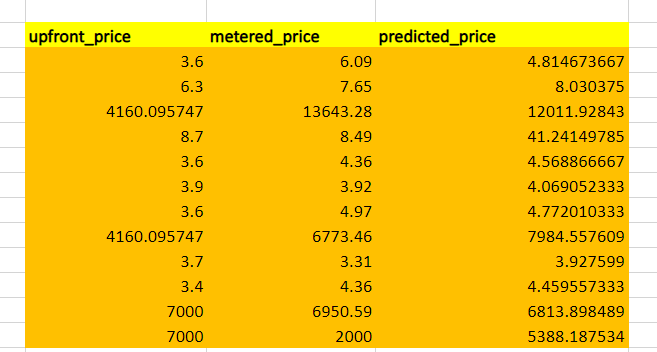 upfront_price metered_price predicted_price
3.6 6.09 4.814673667
6.3 7.65 8.030375
4160.095747 13643.28 12011.92843
8.7 8.49 41.24149785
3.6 4.36 4.568866667
3.9 3.92 4.069052333
3.6 4.97 4.772010333
4160.095747 6773.46 7984.557609
3.7 3.31 3.927599
3.4 4.36 4.459557333
7000 6950.59 6813.898489
7000 2000 5388.187534